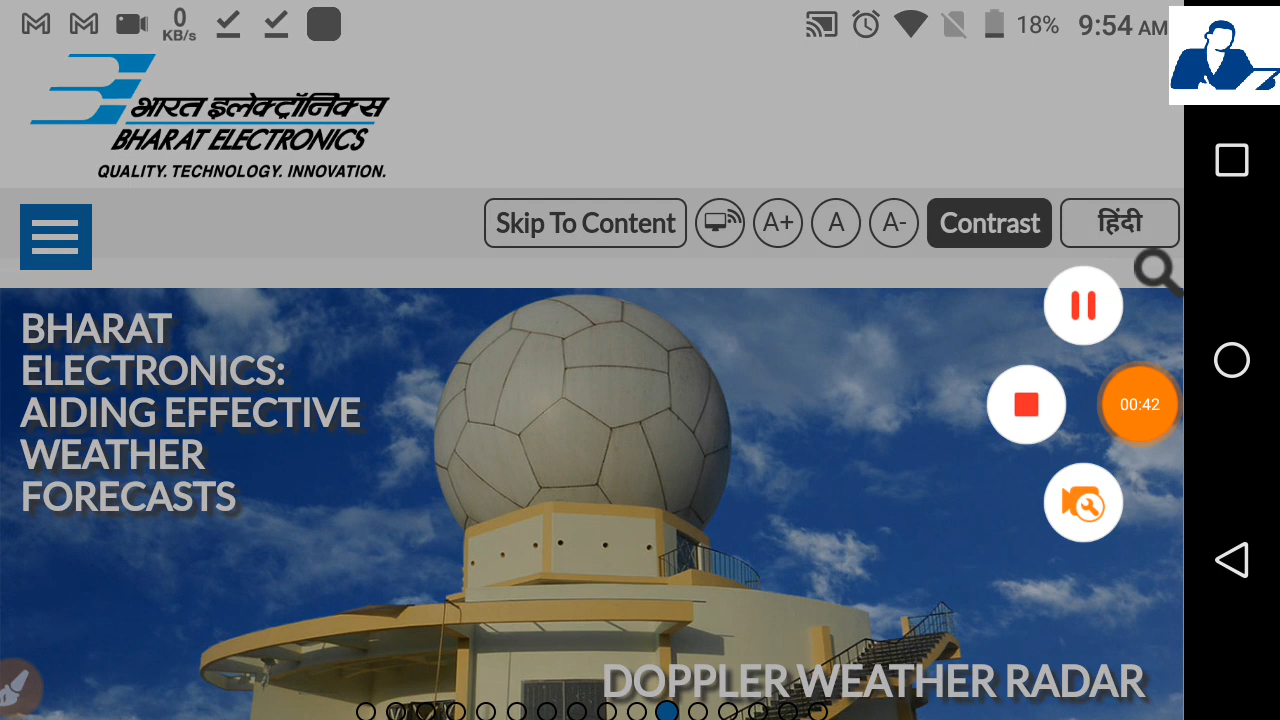 0
KB/s
18%
9:54 AM
भारत इलेक्ट्रॉनिक्स
BHARAT ELECTRONICS
QUALITY. TECHNOLOGY. INNOVATION.
Skip To Content
A+
A
A-
Contrast
हिंदी
BHARAT
ELECTRONICS:
AIDING EFFECTIVE
WEATHER
FORECASTS
00:42
DOPPLER WEATHER RADAR